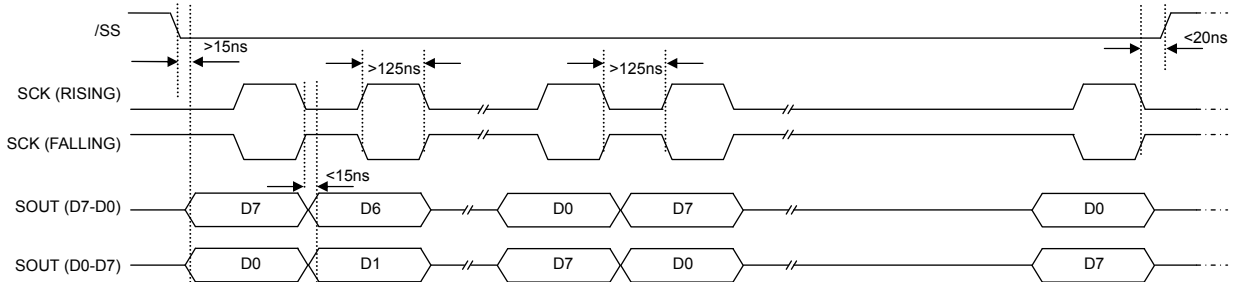 /SS
>15ns
<20ns
>125ns
>125ns
SCK (RISING)
SCK (FALLING)
<15ns
SOUT (D7-D0)
D7
D6
D0
D7
D0
SOUT (D0-D7)
D0
D1
D7
D0
D7